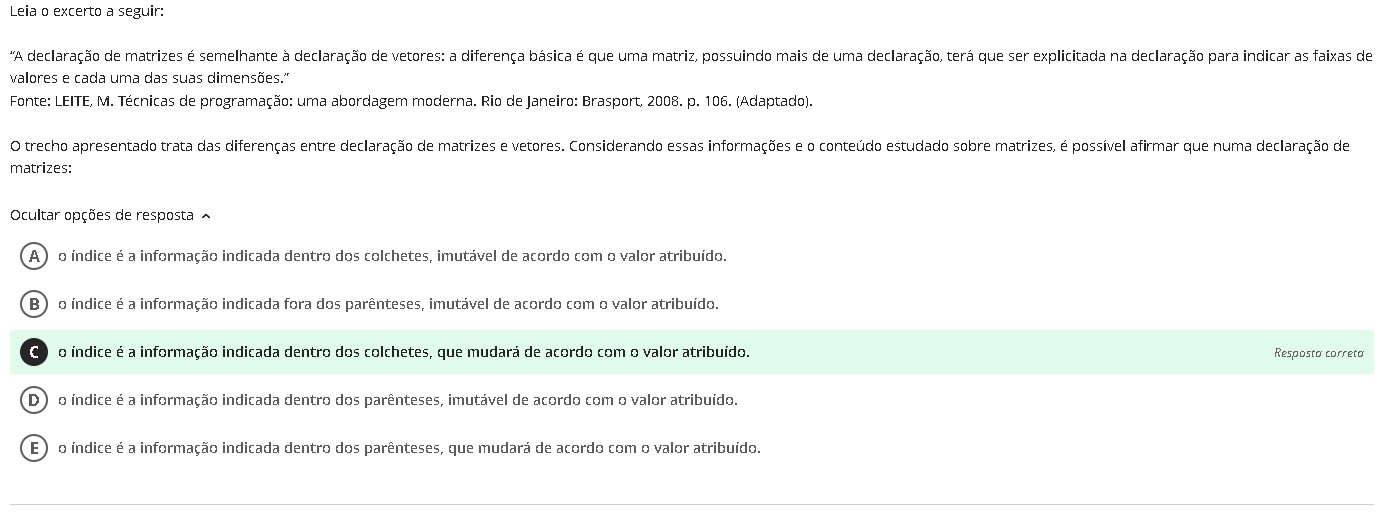 Leia o excerto a seguir:
“A declaração de matrizes é semelhante à declaração de vetores: a diferença básica é que uma matriz, possuindo mais de uma declaração, terá que ser explicitada na declaração para indicar as faixas de
valores e cada uma das suas dimensões.”
Fonte: LEITE, M. Técnicas de programação: uma abordagem moderna. Rio de Janeiro: Brasport, 2008. p. 106. (Adaptado).
O trecho apresentado trata das diferenças entre declaração de matrizes e vetores. Considerando essas informações e o conteúdo estudado sobre matrizes, é possível afirmar que numa declaração de
matrizes:
Ocultar opções de resposta
A o índice é a informação indicada dentro dos colchetes, imutável de acordo com o valor atribuído.
B o índice é a informação indicada fora dos parênteses, imutável de acordo com o valor atribuído.
C o índice é a informação indicada dentro dos colchetes, que mudará de acordo com o valor atribuído. Resposta correta
D o índice é a informação indicada dentro dos parênteses, imutável de acordo com o valor atribuído.
E o índice é a informação indicada dentro dos parênteses, que mudará de acordo com o valor atribuído.